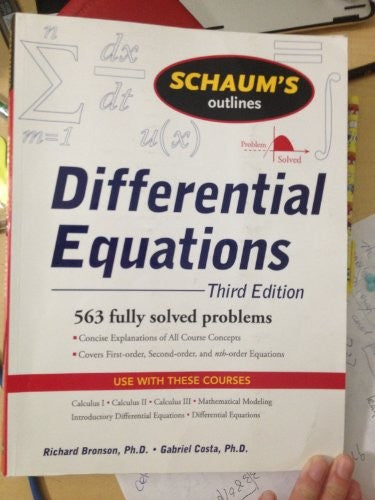 n
Σ
m=1
dx
dt
u(x)
∫
SCHAUM'S
outlines
Problem
Solved
Differential
Equations
Third Edition
563 fully solved problems
▪ Concise Explanations of All Course Concepts
▪ Covers First-order, Second-order, and nth-order Equations
USE WITH THESE COURSES
Calculus I • Calculus II • Calculus III • Mathematical Modeling
Introductory Differential Equations • Differential Equations
Richard Bronson, Ph.D. • Gabriel Costa, Ph.D.